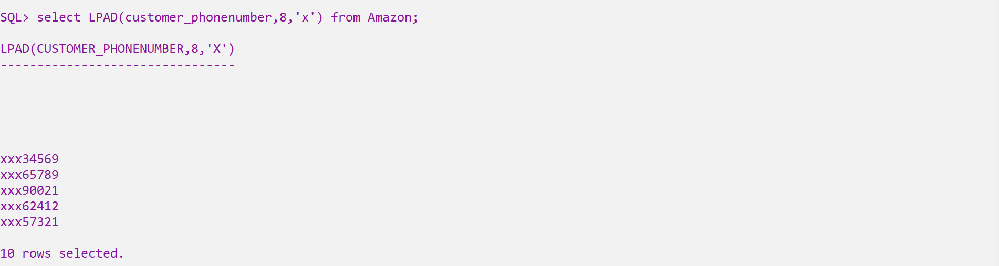 SQL> select LPAD(customer_phonenumber,8,'x') from Amazon;
LPAD(CUSTOMER_PHONENUMBER,8,'X')
--------------------------------
xxx34569
xxx65789
xxx90021
xxx62412
xxx57321
10 rows selected.